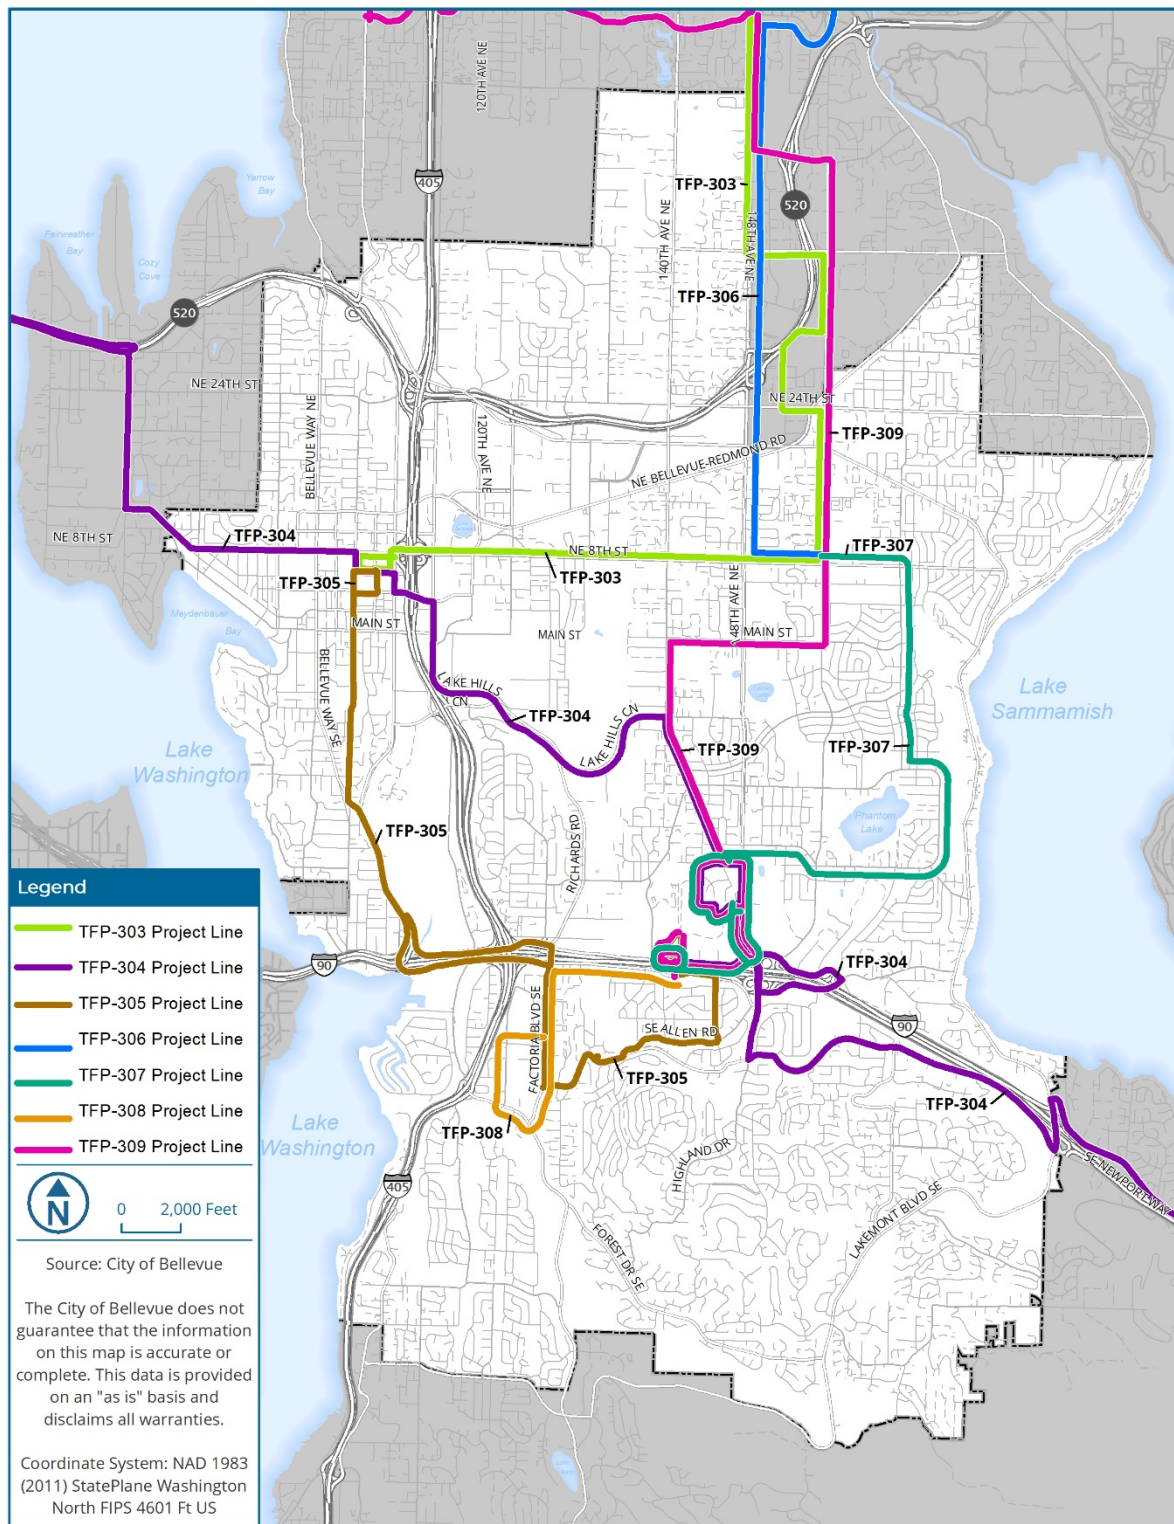 120TH AVE NE
405
Yarrow
Bay
TFP-303
520
Fairweather
Bay
Cozy
Cove
140TH AVE NE
148TH AVE NE
TFP-306
520
NE 24TH ST
NE 24TH ST
BELLEVUE WAY NE
120TH AVE NE
TFP-309
NE BELLEVUE-REDMOND RD
NE 8TH ST
TFP-304
NE 8TH ST
TFP-307
TFP-303
TFP-305
148TH AVE NE
Meydenbauer
Bay
MAIN ST
MAIN ST
MAIN ST
BELLEVUE WAY SE
LAKE HILLS
CN
Lake
Sammamish
TFP-304
LAKE HILLS CN
Lake
Washington
TFP-309
TFP-307
Phantom
Lake
TFP-305
RICHARDS RD
Legend
TFP-303 Project Line
TFP-304 Project Line
TFP-305 Project Line
TFP-306 Project Line
TFP-307 Project Line
TFP-308 Project Line
TFP-309 Project Line
90
TFP-304
FACTORIA BLVD SE
SE ALLEN RD
90
TFP-305
TFP-304
Lake
Washington
TFP-308
HIGHLAND DR
SE NEWPORT WAY
405
LAKEMONT BLVD SE
FOREST DR SE
N
0 2,000 Feet
Source: City of Bellevue
The City of Bellevue does not
guarantee that the information
on this map is accurate or
complete. This data is provided
on an "as is" basis and
disclaims all warranties.
Coordinate System: NAD 1983
(2011) StatePlane Washington
North FIPS 4601 Ft US